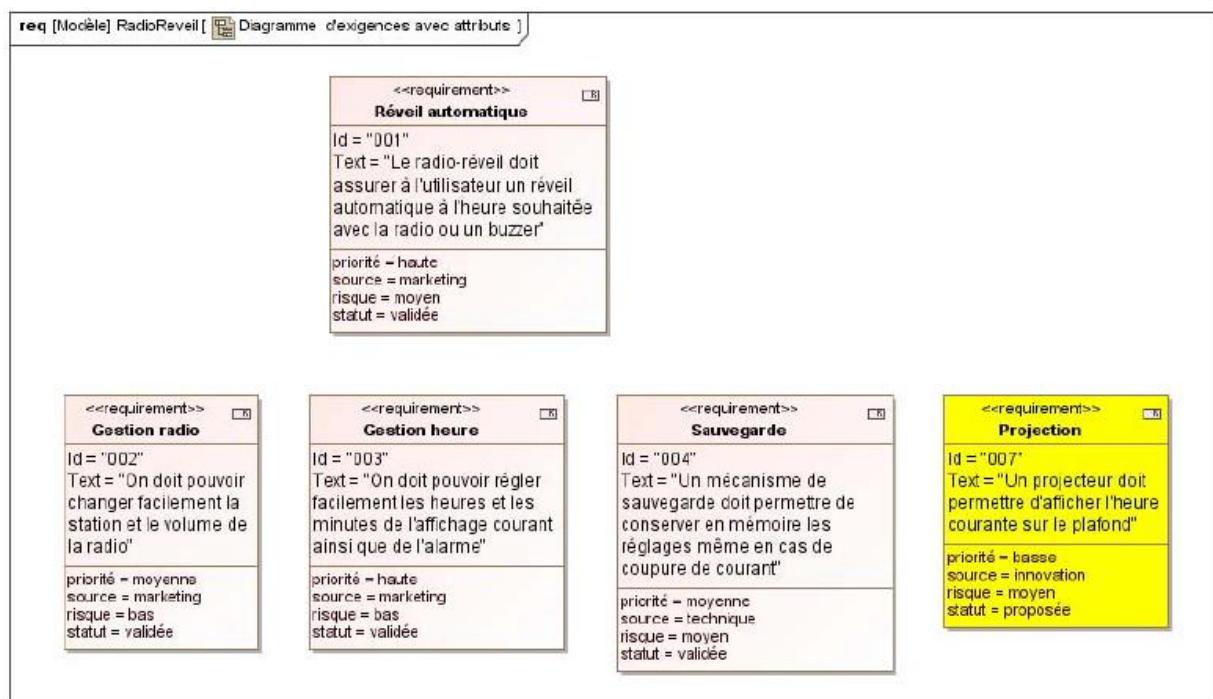 req [Modèle] RadioReveil [ Diagramme d'exigences avec attributs ]
<<requirement>>
Réveil automatique
Id = "001"
Text = "Le radio-réveil doit
assurer à l'utilisateur un réveil
automatique à l'heure souhaitée
avec la radio ou un buzzer"
priorité = haute
source = marketing
risque = moyen
statut = validée
<<requirement>>
Gestion radio
Id = "002"
Text = "On doit pouvoir
changer facilement la
station et le volume de
la radio"
priorité = moyenne
source = marketing
risque = bas
statut = validée
<<requirement>>
Gestion heure
Id = "003"
Text = "On doit pouvoir régler
facilement les heures et les
minutes de l'affichage courant
ainsi que de l'alarme"
priorité = haute
source = marketing
risque = bas
statut = validée
<<requirement>>
Sauvegarde
Id = "004"
Text = "Un mécanisme de
sauvegarde doit permettre de
conserver en mémoire les
réglages même en cas de
coupure de courant"
priorité = moyenne
source = technique
risque = moyen
statut = validée
<<requirement>>
Projection
Id = "007"
Text = "Un projecteur doit
permettre d'afficher l'heure
courante sur le plafond"
priorité = basse
source = innovation
risque = moyen
statut = proposée